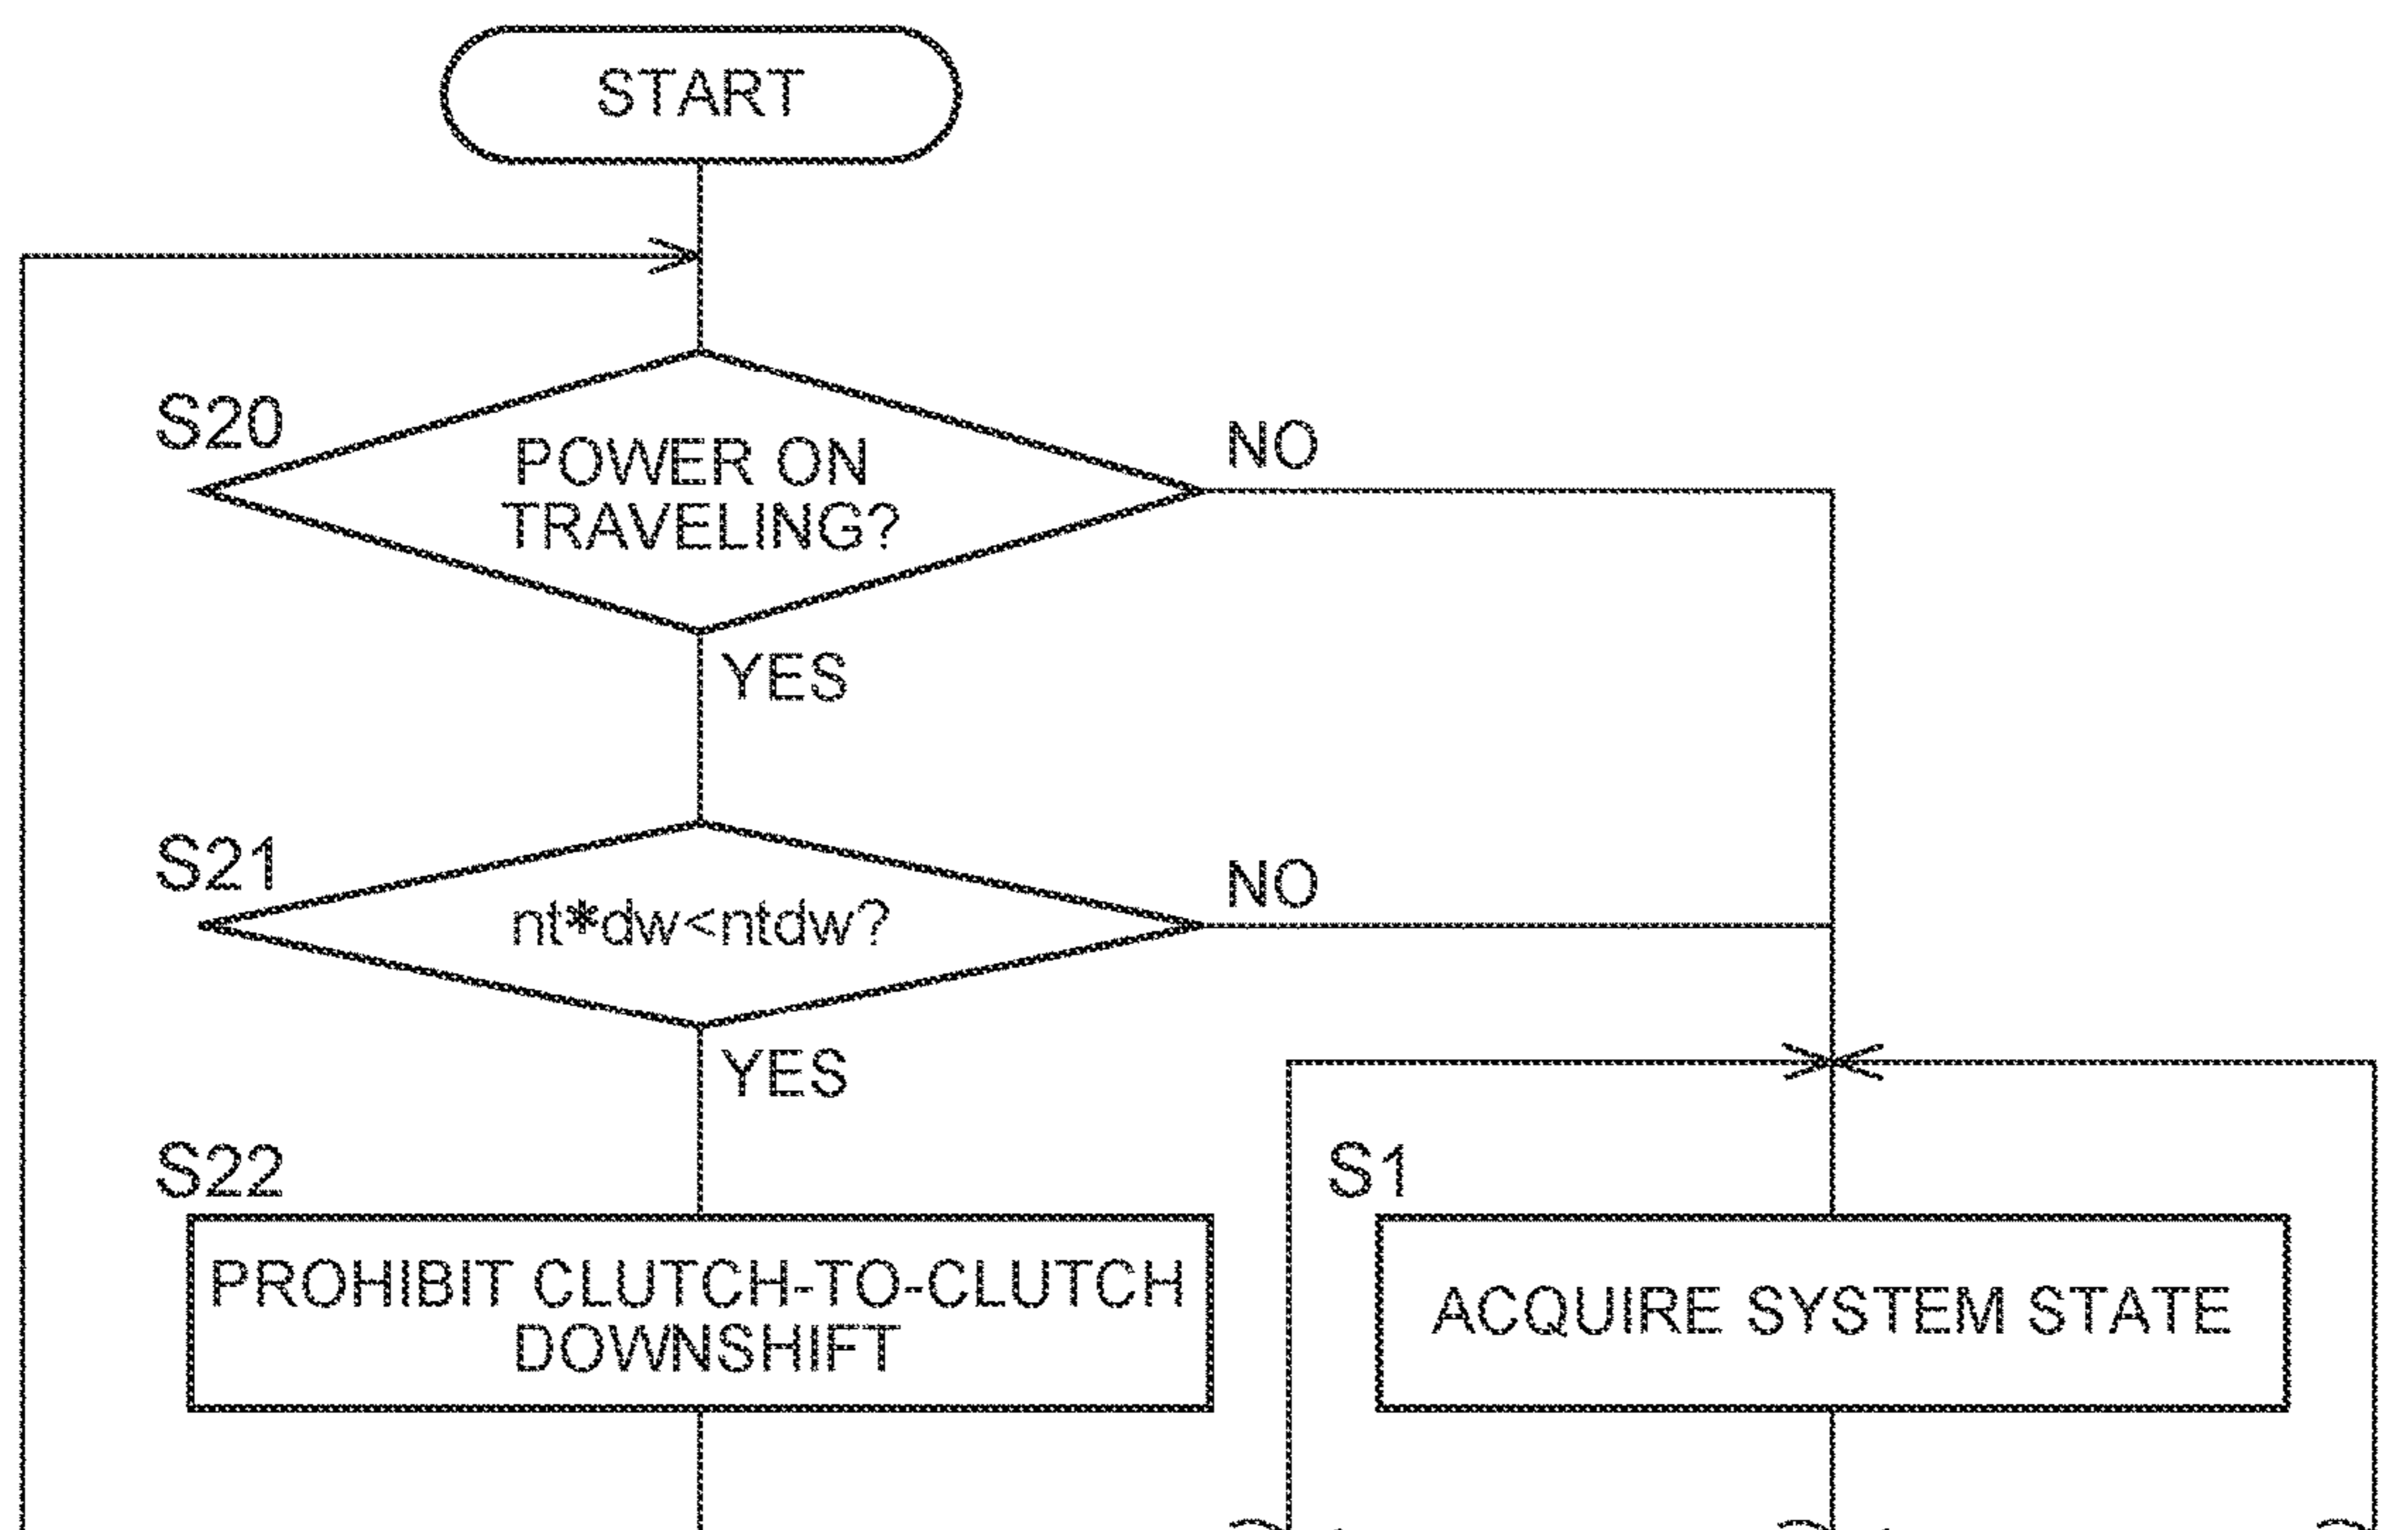 START
S20
POWER ON
TRAVELING?
NO
YES
S21
nt*dw<ntdw?
NO
YES
S22
PROHIBIT CLUTCH-TO-CLUTCH
DOWNSHIFT
S1
ACQUIRE SYSTEM STATE